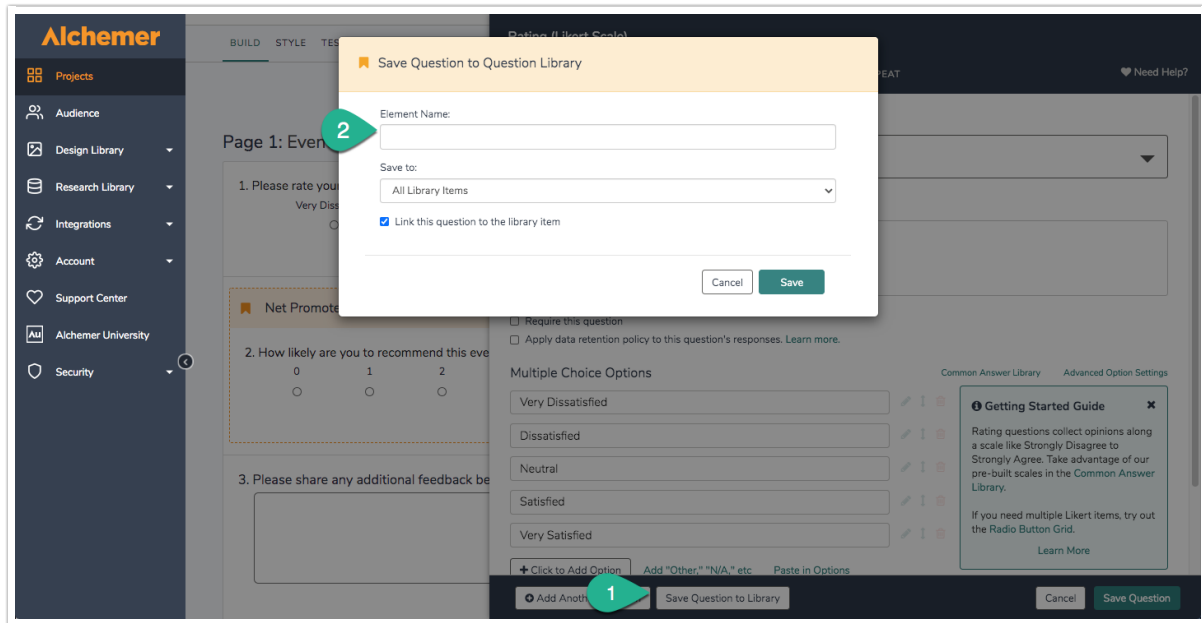 Alchemer
Projects
Audience
Design Library
Research Library
Integrations
Account
Support Center
Au
Alchemer University
Security
BUILD STYLE
Rating (Likert Scale)
Need Help?
Save Question to Question Library
Element Name:
2
Save to:
All Library Items
Link this question to the library item
Cancel
Save
Page 1:
1. Please rate
Very
Net
2. How likely are you to recommend this
0 1 2
3. Please share any additional feedback
Require this question
Apply data retention policy to this question's responses. Learn more.
Multiple Choice Options
Common Answer Library
Advanced Option Settings
Very Dissatisfied
Dissatisfied
Neutral
Satisfied
Very Satisfied
Getting Started Guide
Rating questions collect opinions along
a scale like Strongly Disagree to
Strongly Agree. Take advantage of our
pre-built scales in the Common Answer
Library.
If you need multiple Likert items, try out
the Radio Button Grid.
Learn More
Click to Add Option
Add "Other," "N/A," etc
Paste in Options
Add
1
Save Question to Library
Cancel
Save Question